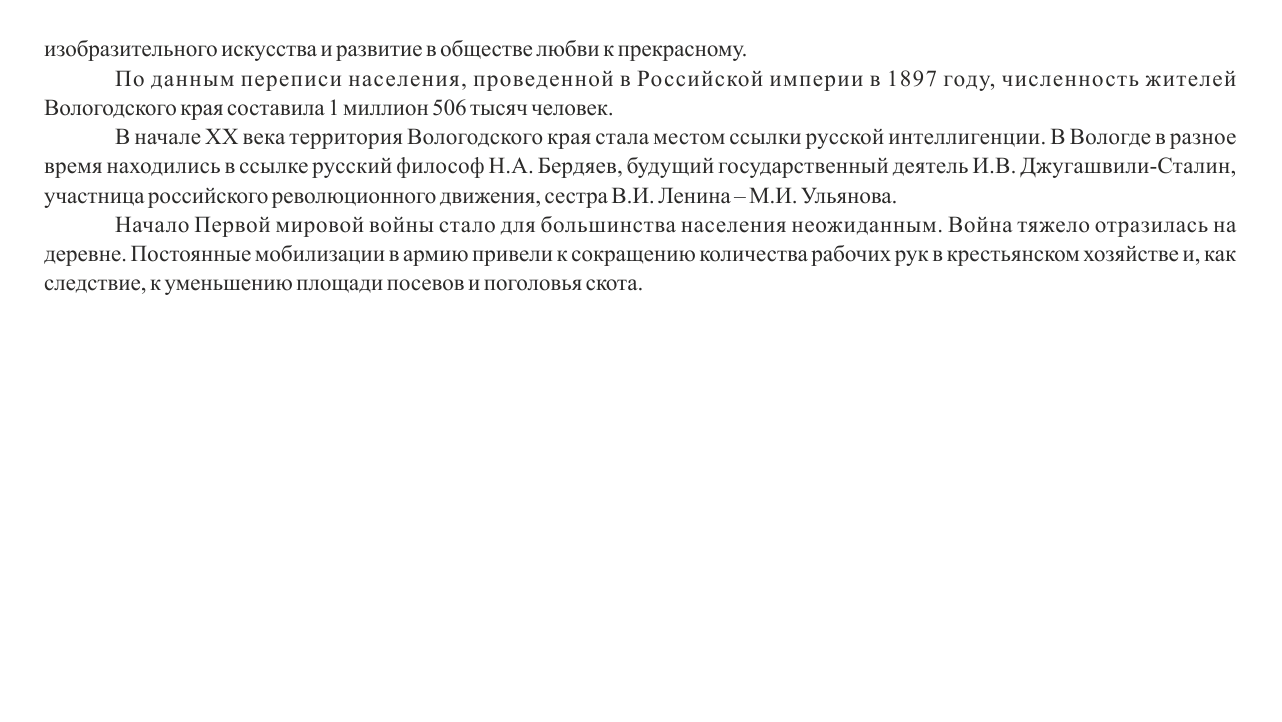 изобразительного искусства и развитие в обществе любви к прекрасному.
По данным переписи населения, проведенной в Российской империи в 1897 году, численность жителей
Вологодского края составила 1 миллион 506 тысяч человек.
В начале XX века территория Вологодского края стала местом ссылки русской интеллигенции. В Вологде в разное
время находились в ссылке русский философ Н.А. Бердяев, будущий государственный деятель И.В. Джугашвили-Сталин,
участница российского революционного движения, сестра В.И. Ленина – М.И. Ульянова.
Начало Первой мировой войны стало для большинства населения неожиданным. Война тяжело отразилась на
деревне. Постоянные мобилизации в армию привели к сокращению количества рабочих рук в крестьянском хозяйстве и, как
следствие, к уменьшению площади посевов и поголовья скота.